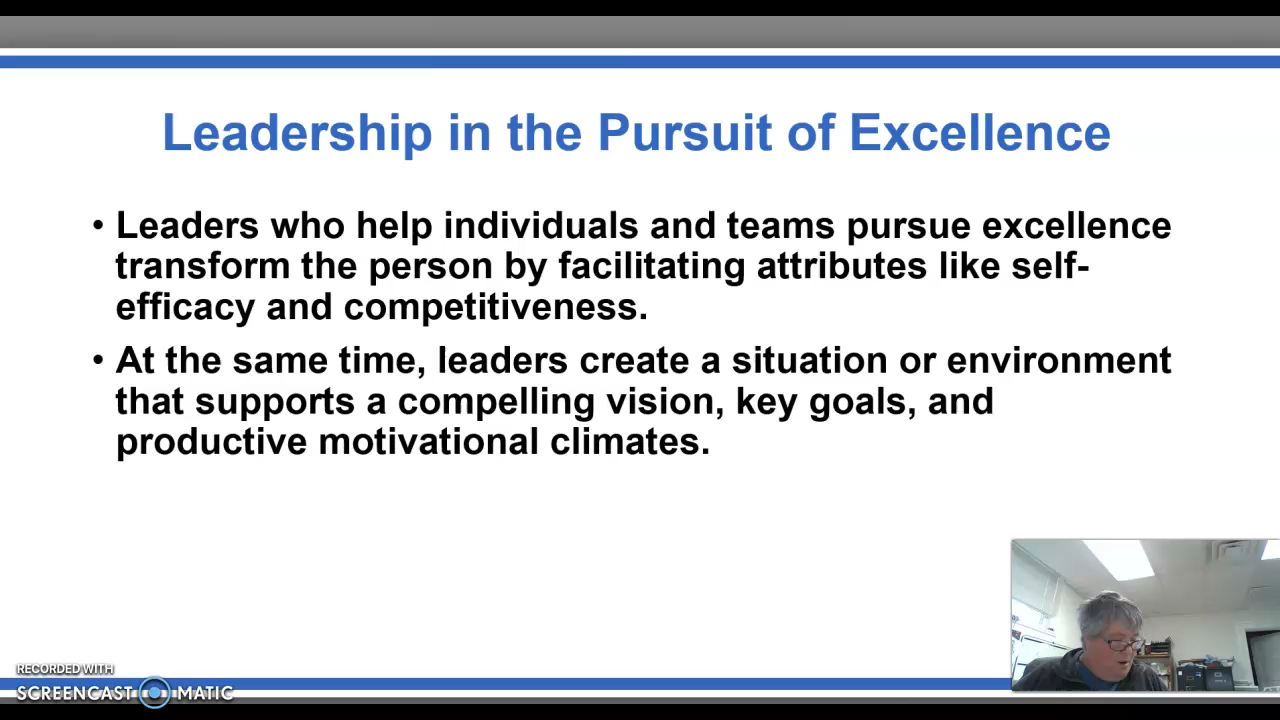 Leadership in the Pursuit of Excellence
• Leaders who help individuals and teams pursue excellence
transform the person by facilitating attributes like self-
efficacy and competitiveness.
• At the same time, leaders create a situation or environment
that supports a compelling vision, key goals, and
productive motivational climates.
RECORDED WITH
SCREENCAST MATIC